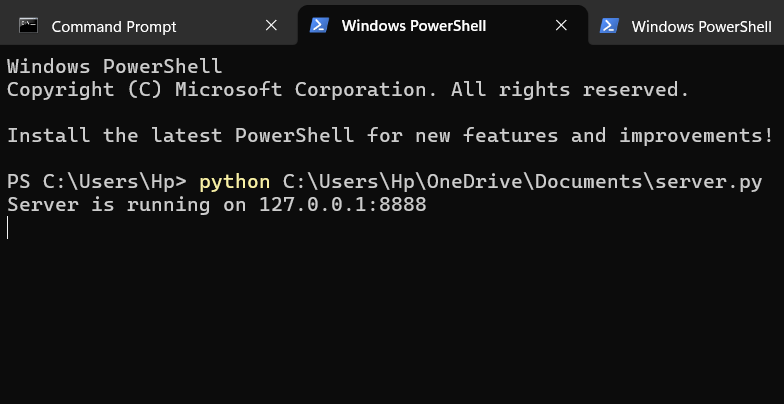 Command Prompt
Windows PowerShell
Windows PowerShell
Windows PowerShell
Copyright (C) Microsoft Corporation. All rights reserved.
Install the latest PowerShell for new features and improvements!
PS C:\Users\Hp> python C:\Users\Hp\OneDrive\Documents\server.py
Server is running on 127.0.0.1:8888